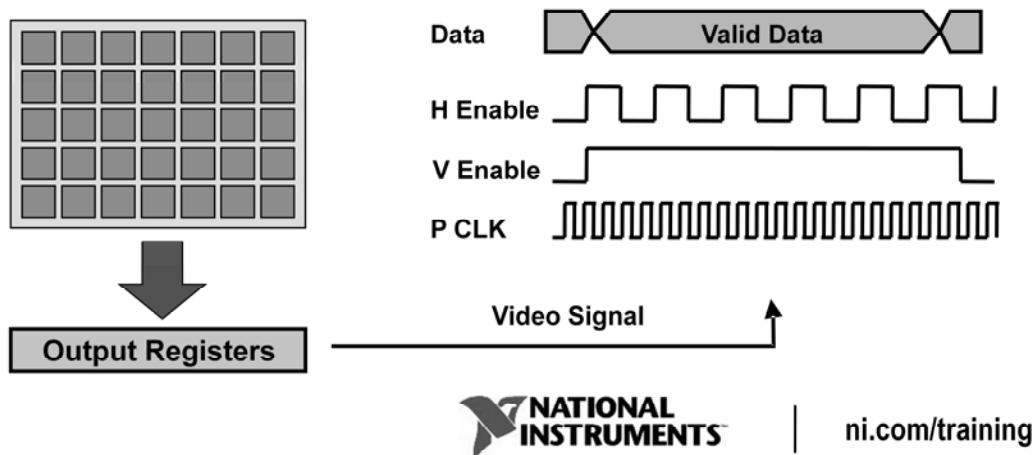 Data
Valid Data
H Enable
V Enable
P CLK
Video Signal
Output Registers
NATIONAL
INSTRUMENTS
ni.com/training